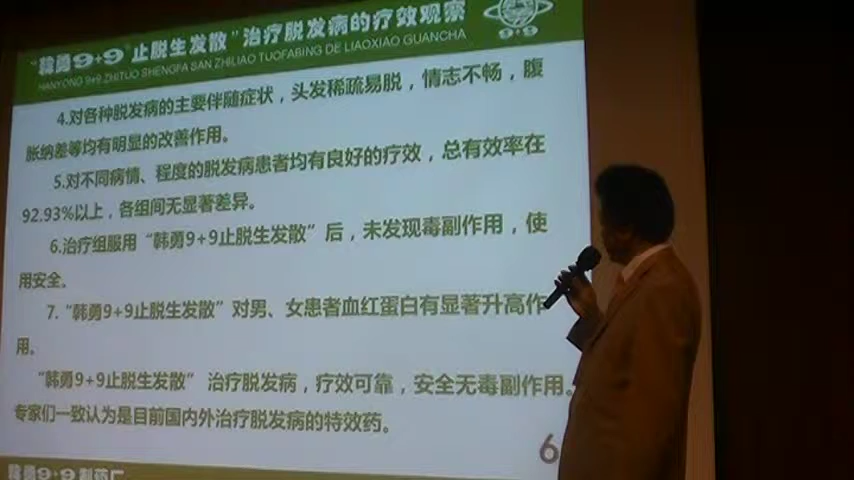 “韩勇9+9“止脱生发散”治疗脱发病的疗效观察
HANYONG 9+9 ZHITUO SHENGFA SAN ZHILIAO TUOFABING DE LIAOXIAO GUANCHA
9+9
4.对各种脱发病的主要伴随症状，头发稀疏易脱，情志不畅，腹
胀纳差等均有明显的改善作用。
5.对不同病情、程度的脱发病患者均有良好的疗效，总有效率在
92.93%以上，各组间无显著差异。
6.治疗组服用“韩勇9+9止脱生发散”后，未发现毒副作用，使
用安全。
7.“韩勇9+9止脱生发散”对男、女患者血红蛋白有显著升高作
用。
“韩勇9+9止脱生发散” 治疗脱发病，疗效可靠，安全无毒副作用。
专家们一致认为是目前国内外治疗脱发病的特效药。
6
韩勇9+9制药厂